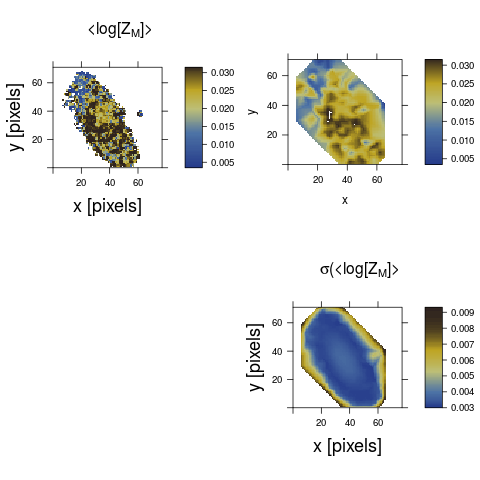 <log[Z_M]>
60
40
20
20 40 60
y [pixels]
x [pixels]
0.030
0.025
0.020
0.015
0.010
0.005
60
40
20
20 40 60
y
x
0.030
0.025
0.020
0.015
0.010
0.005
σ(<log[Z_M]>
60
40
20
20 40 60
y [pixels]
x [pixels]
0.009
0.008
0.007
0.006
0.005
0.004
0.003